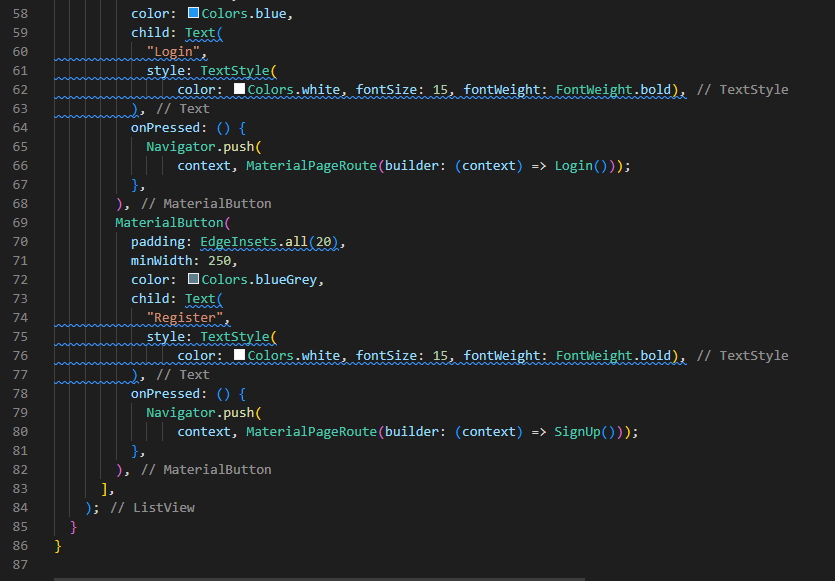 58 color: Colors.blue,
59 child: Text(
60 "Login",
61 style: TextStyle(
62 color: Colors.white, fontSize: 15, fontWeight: FontWeight.bold), // TextStyle
63 ), // Text
64 onPressed: () {
65 Navigator.push(
66 context, MaterialPageRoute(builder: (context) => Login()));
67 },
68 ), // MaterialButton
69 MaterialButton(
70 padding: EdgeInsets.all(20),
71 minWidth: 250,
72 color: Colors.blueGrey,
73 child: Text(
74 "Register",
75 style: TextStyle(
76 color: Colors.white, fontSize: 15, fontWeight: FontWeight.bold), // TextStyle
77 ), // Text
78 onPressed: () {
79 Navigator.push(
80 context, MaterialPageRoute(builder: (context) => SignUp()));
81 },
82 ), // MaterialButton
83 ],
84 ); // ListView
85 }
86 }
87